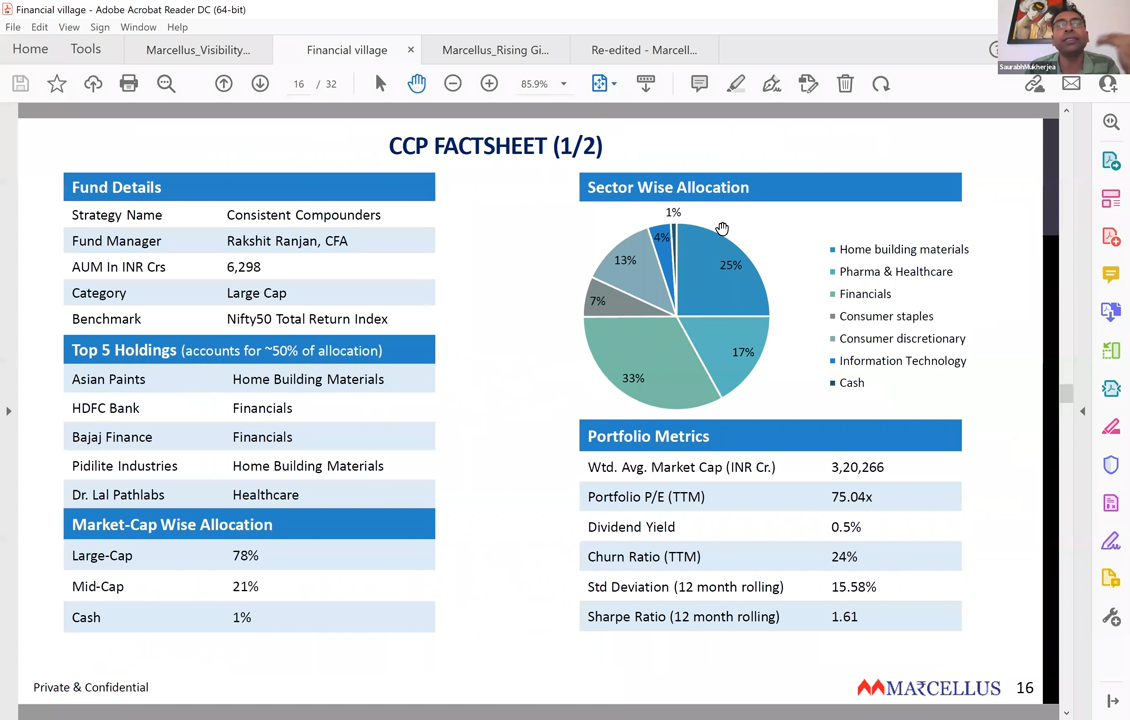 Financial village - Adobe Acrobat Reader DC (64-bit)
File Edit View Sign Window Help
Home Tools Marcellus_Visibility... Financial village × Marcellus_Rising Gi... Re-edited - Marcell...
SaurabhMukherjea
16 / 32 85.9%
CCP FACTSHEET (1/2)
Fund Details
Strategy Name Consistent Compounders
Fund Manager Rakshit Ranjan, CFA
AUM In INR Crs 6,298
Category Large Cap
Benchmark Nifty50 Total Return Index
Top 5 Holdings (accounts for ~50% of allocation)
Asian Paints Home Building Materials
HDFC Bank Financials
Bajaj Finance Financials
Pidilite Industries Home Building Materials
Dr. Lal Pathlabs Healthcare
Market-Cap Wise Allocation
Large-Cap 78%
Mid-Cap 21%
Cash 1%
Sector Wise Allocation
1%
4%
25%
13%
7%
17%
33%
Home building materials
Pharma & Healthcare
Financials
Consumer staples
Consumer discretionary
Information Technology
Cash
Portfolio Metrics
Wtd. Avg. Market Cap (INR Cr.) 3,20,266
Portfolio P/E (TTM) 75.04x
Dividend Yield 0.5%
Churn Ratio (TTM) 24%
Std Deviation (12 month rolling) 15.58%
Sharpe Ratio (12 month rolling) 1.61
Private & Confidential
MARCELLUS 16